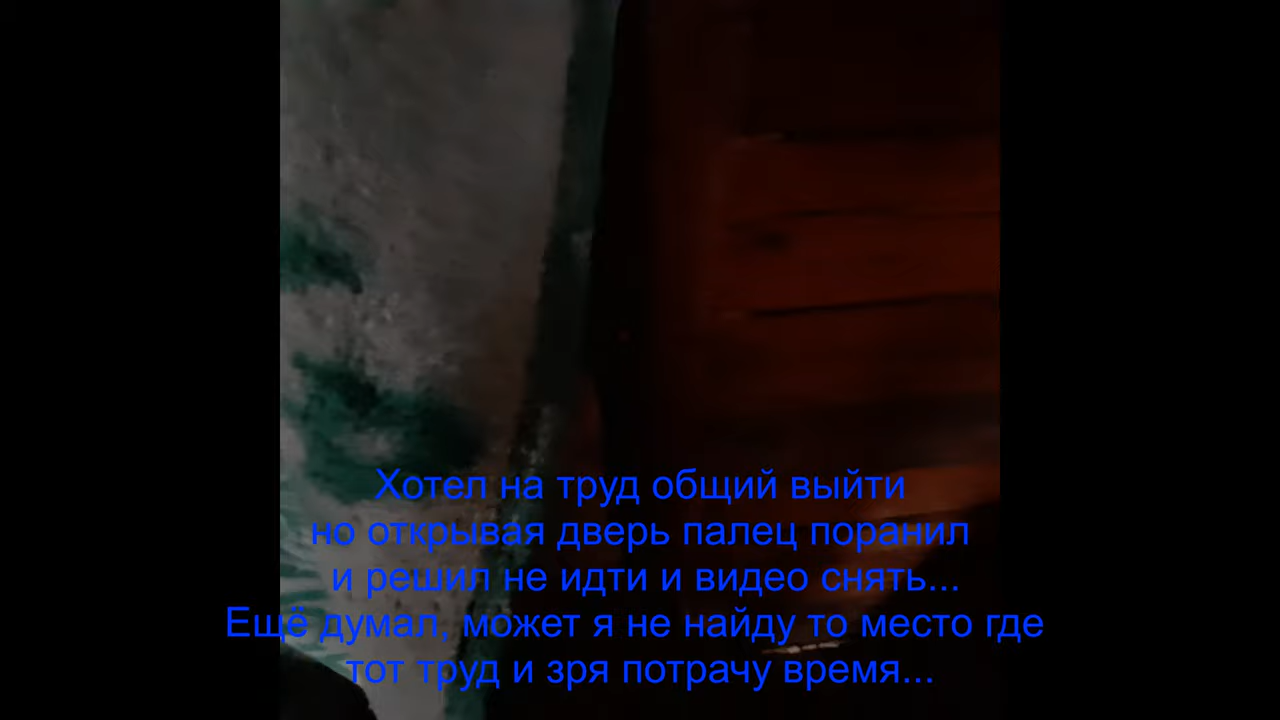 Хотел на труд общий выйти
но открывая дверь палец поранил
и решил не идти и видео снять...
Ещё думал, может я не найду то место где
тот труд и зря потрачу время...